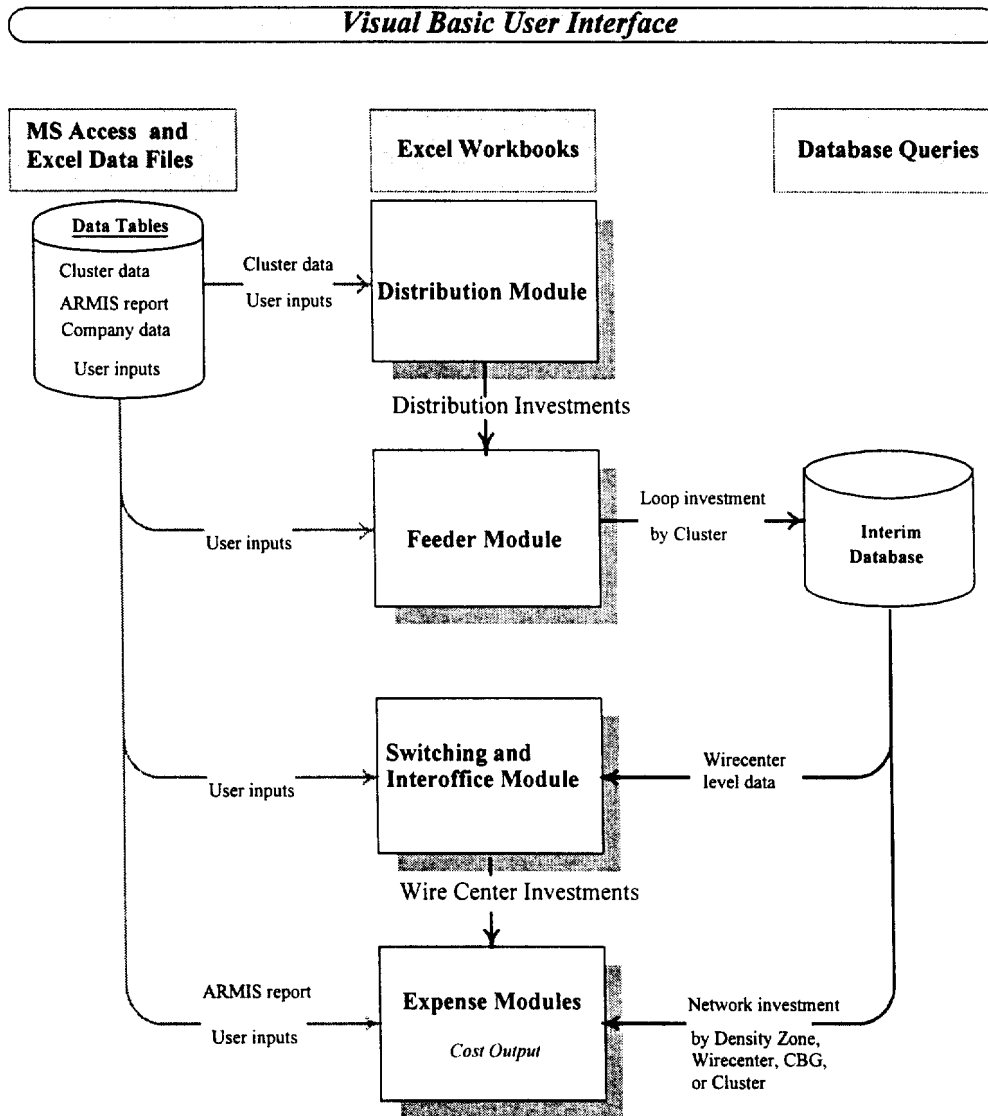 Visual Basic User Interface
MS Access and
Excel Data Files
Excel Workbooks
Database Queries
Data Tables
Cluster data
ARMIS report
Company data
User inputs
Cluster data
User inputs
Distribution Module
Distribution Investments
User inputs
Feeder Module
Loop investment
by Cluster
Interim
Database
User inputs
Switching and
Interoffice Module
Wirecenter
level data
Wire Center Investments
ARMIS report
User inputs
Expense Modules
Cost Output
Network investment
by Density Zone,
Wirecenter, CBG,
or Cluster